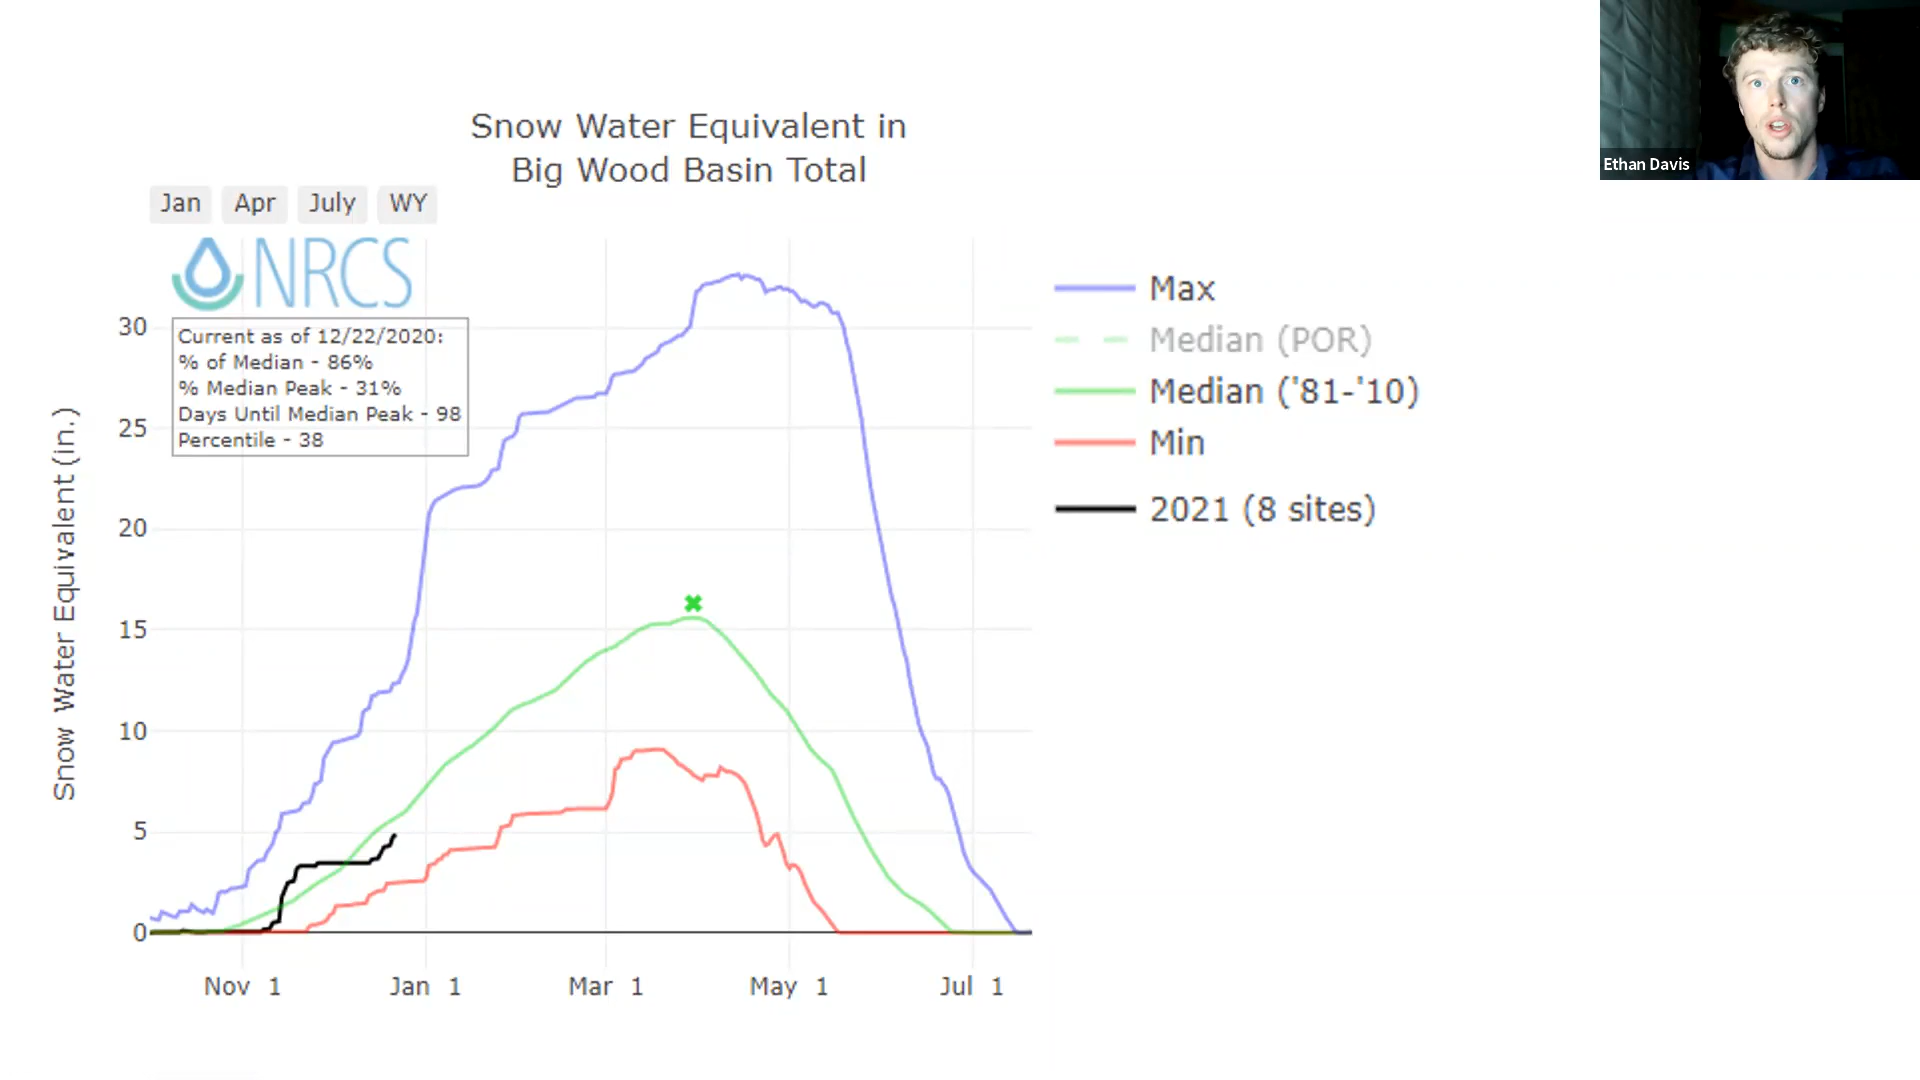 Ethan Davis
Snow Water Equivalent in
Big Wood Basin Total
Jan Apr July WY
NRCS
Current as of 12/22/2020:
% of Median - 86%
% Median Peak - 31%
Days Until Median Peak - 98
Percentile - 38
Snow Water Equivalent (in.)
30
25
20
15
10
5
0
Nov 1 Jan 1 Mar 1 May 1 Jul 1
Max
Median (POR)
Median ('81-'10)
Min
2021 (8 sites)